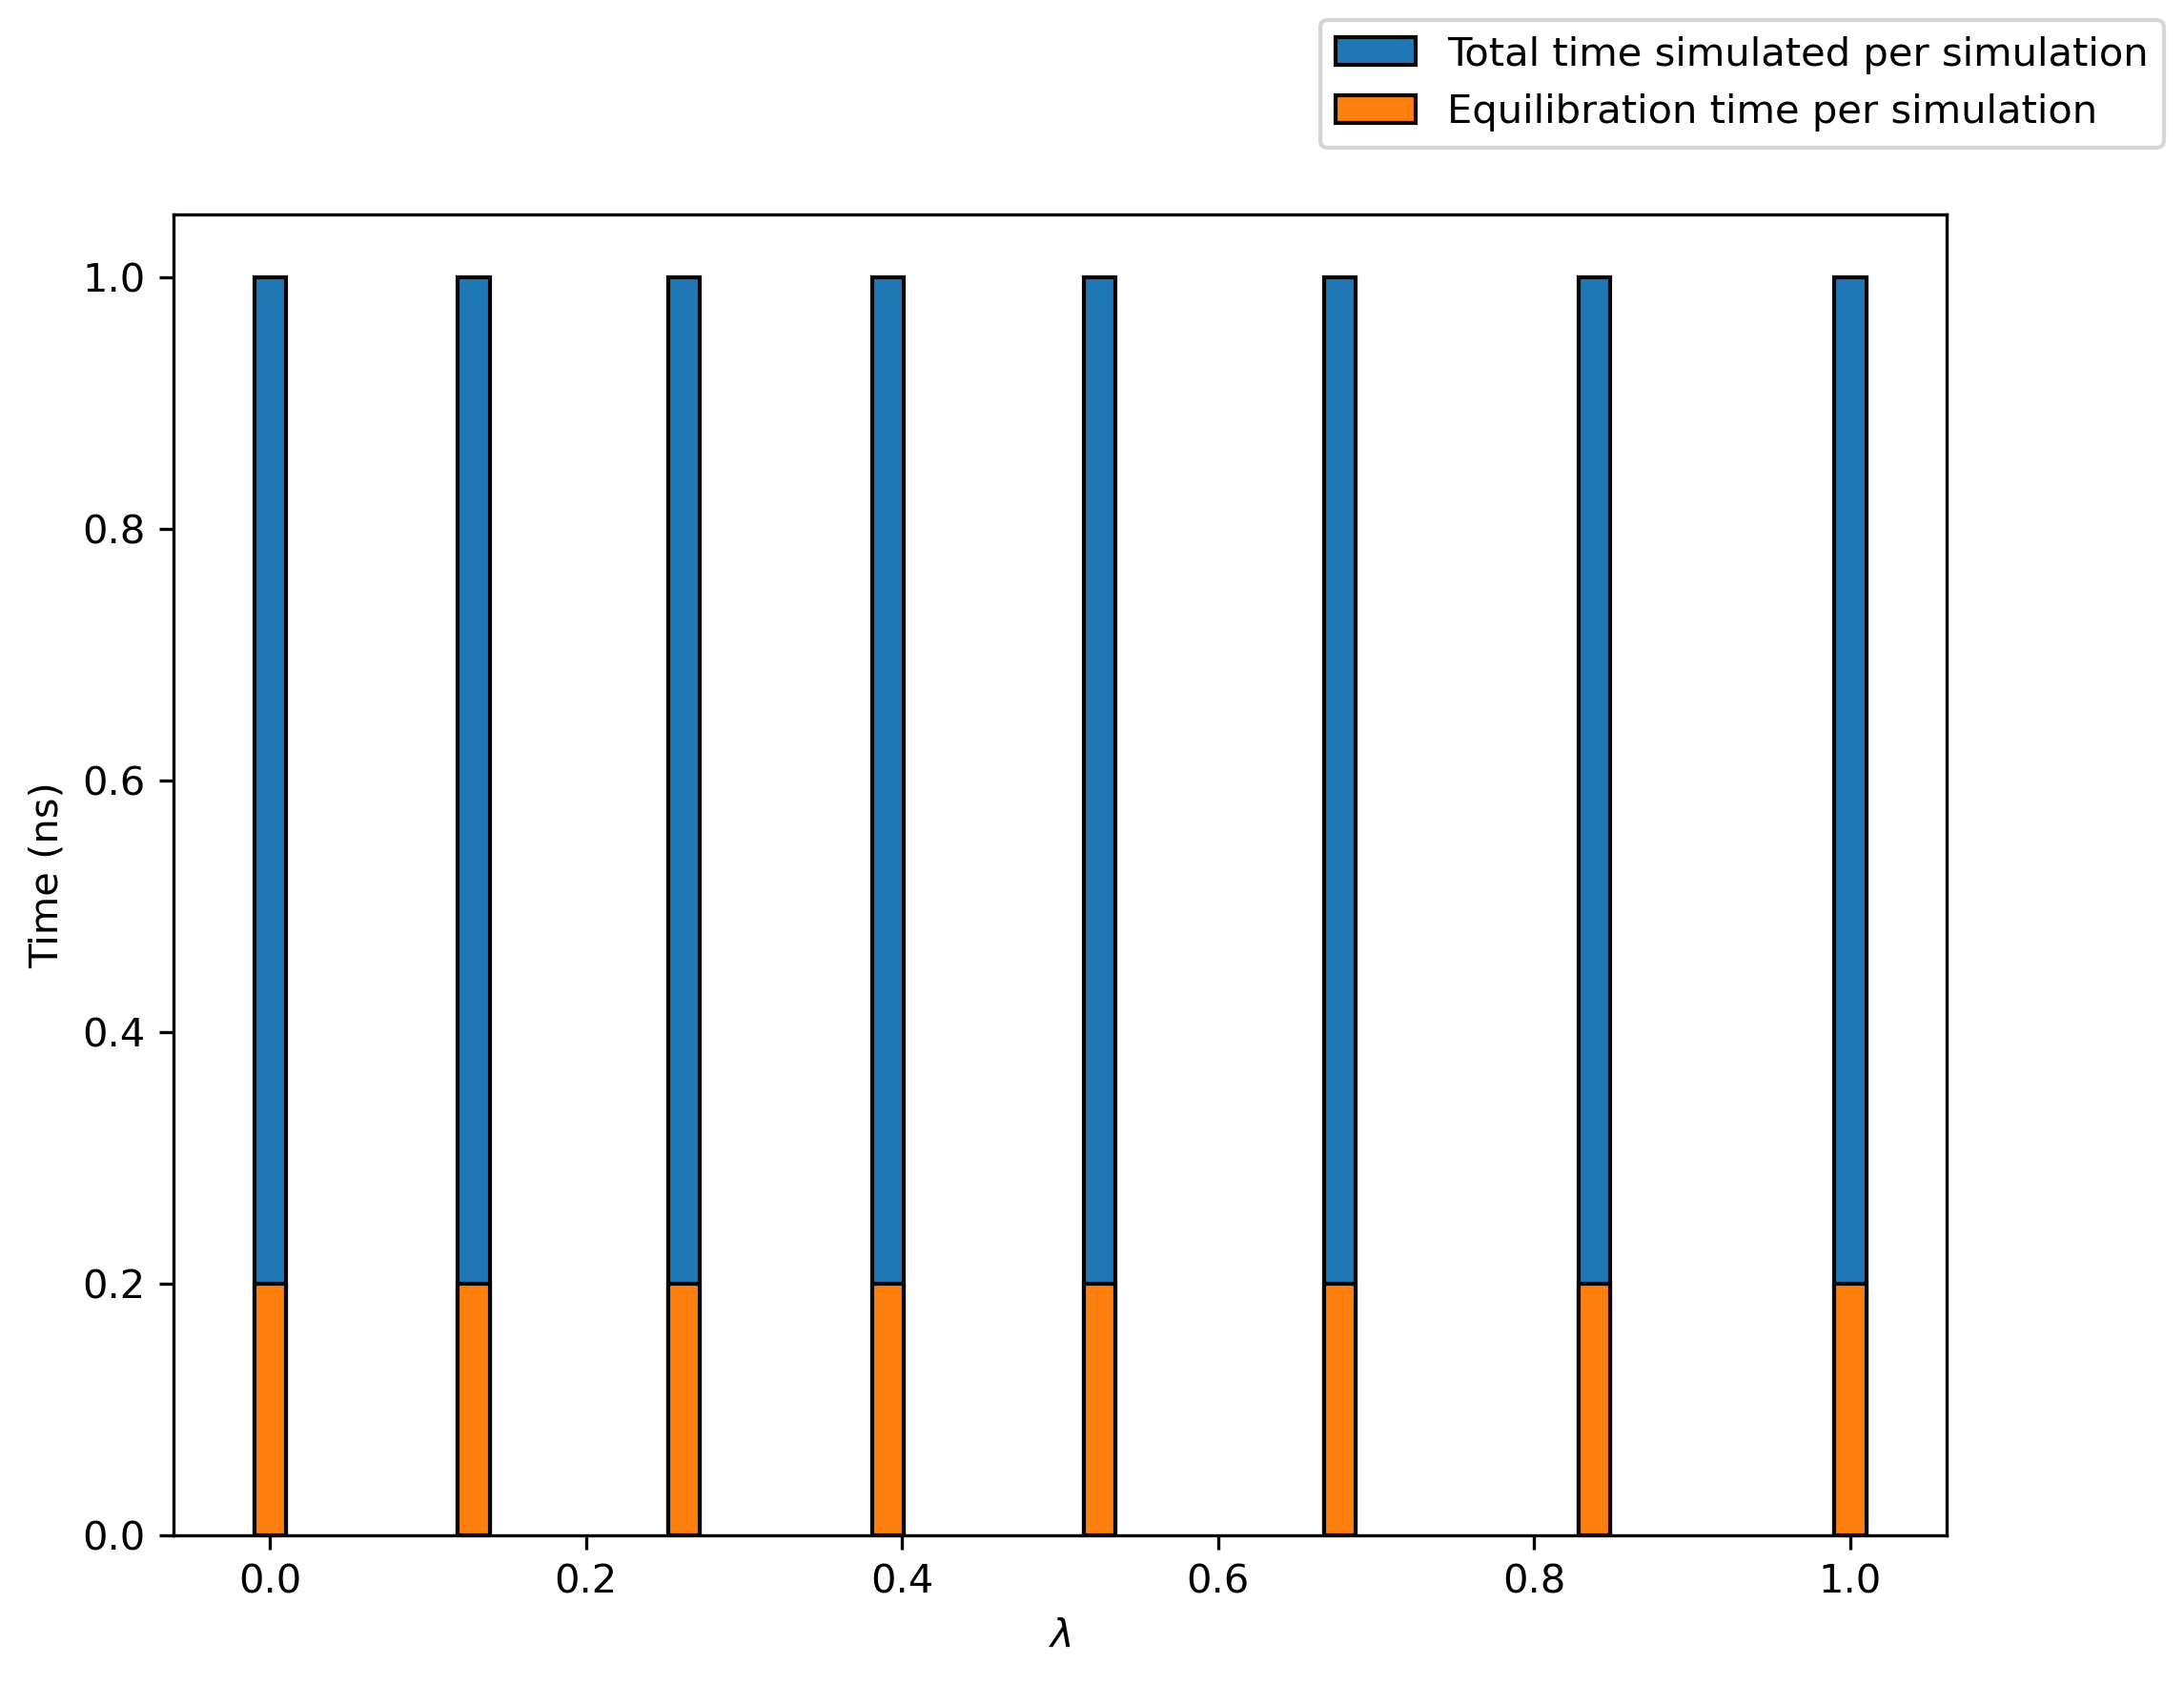 Total time simulated per simulation
Equilibration time per simulation
1.0
0.8
0.6
0.4
0.2
0.0
Time (ns)
0.0 0.2 0.4 0.6 0.8 1.0
λ